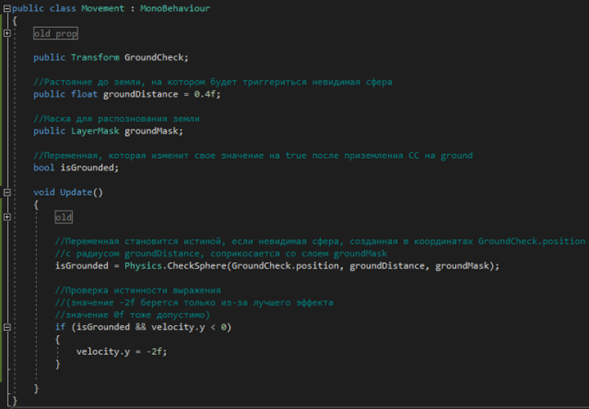 public class Movement : MonoBehaviour
{
old prop
public Transform GroundCheck;
//Растояние до земли, на котором будет триггериться невидимая сфера
public float groundDistance = 0.4f;
//Маска для распознования земли
public LayerMask groundMask;
//Переменная, которая изменит свое значение на true после приземления СС на ground
bool isGrounded;
void Update()
{
old
//Переменная становится истиной, если невидимая сфера, созданная в координатах GroundCheck.position
//с радиусом groundDistance, соприкосается со слоем groundMask
isGrounded = Physics.CheckSphere(GroundCheck.position, groundDistance, groundMask);
//Проверка истинности выражения
//(значение -2f берется только из-за лучшего эффекта
//значение 0f тоже допустимо)
if (isGrounded && velocity.y < 0)
{
velocity.y = -2f;
}
}
}